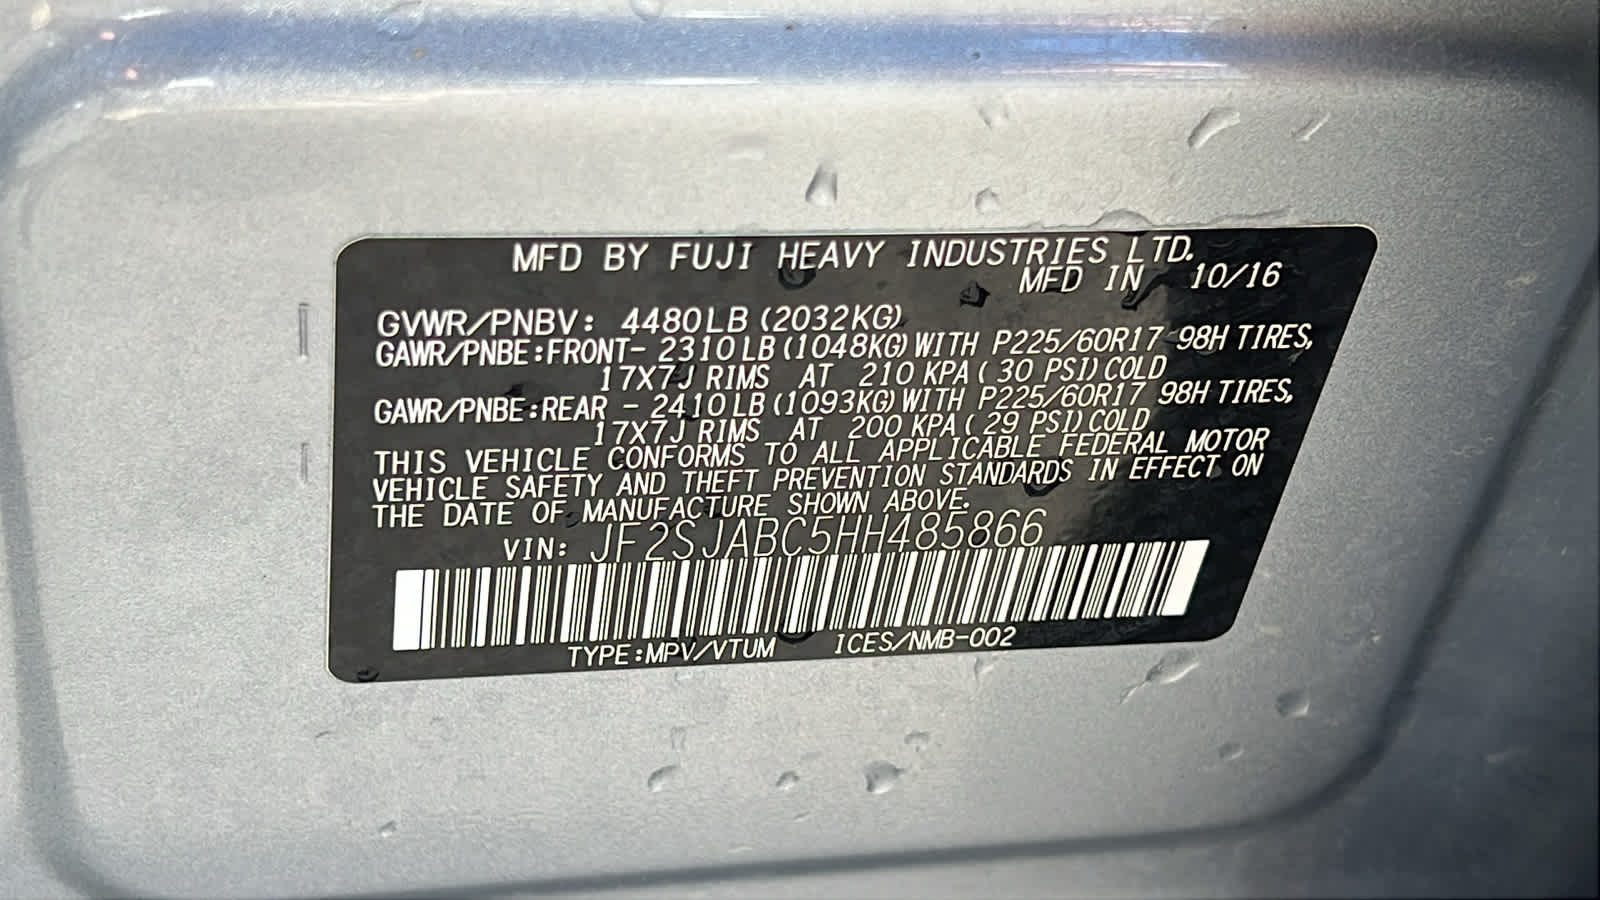 MFD BY FUJI HEAVY INDUSTRIES LTD.
MFD IN 10/16
GVWR/PNBV: 4480LB (2032KG)
GAWR/PNBE:FRONT- 2310LB (1048KG) WITH P225/60R17 98H TIRES,
17X7J RIMS AT 210 KPA ( 30 PSI) COLD
GAWR/PNBE:REAR - 2410LB (1093KG) WITH P225/60R17 98H TIRES,
17X7J RIMS AT 200 KPA ( 29 PSI) COLD
THIS VEHICLE CONFORMS TO ALL APPLICABLE FEDERAL MOTOR
VEHICLE SAFETY AND THEFT PREVENTION STANDARDS IN EFFECT ON
THE DATE OF MANUFACTURE SHOWN ABOVE.
VIN: JF2SJABC5HH485866
TYPE:MPV/VTUM ICES/NMB-002